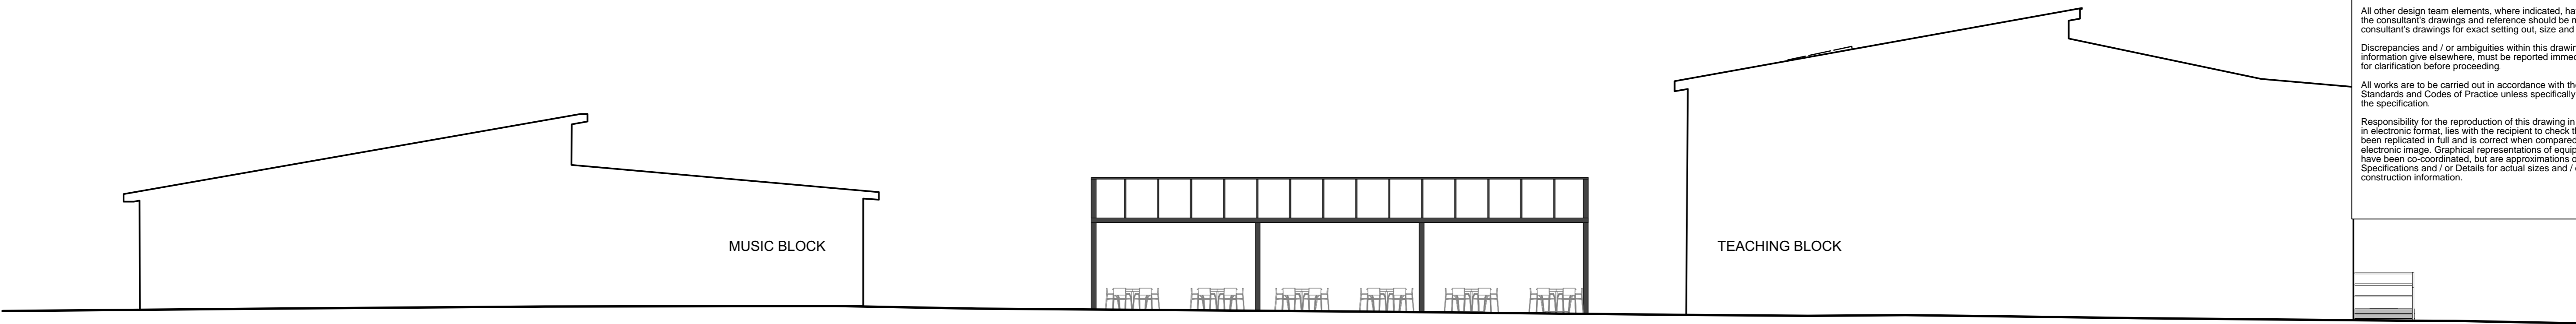 MUSIC BLOCK
TEACHING BLOCK
All other design team elements, where indicated, ha
the consultant's drawings and reference should be
consultant's drawings for exact setting out, size and
Discrepancies and / or ambiguities within this drawin
information give elsewhere, must be reported immed
for clarification before proceeding.
All works are to be carried out in accordance with the
Standards and Codes of Practice unless specifically
the specification.
Responsibility for the reproduction of this drawing in
in electronic format, lies with the recipient to check t
been replicated in full and is correct when compared
electronic image. Graphical representations of equip
have been co-coordinated, but are approximations o
Specifications and / or Details for actual sizes and /
construction information.